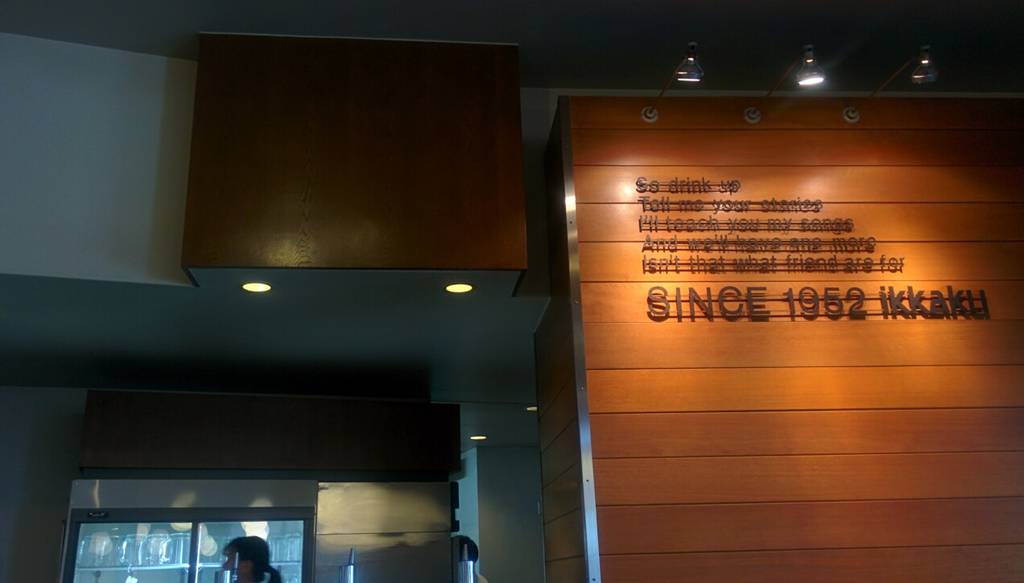 So drink up
Tell me your stories
I'll teach you my songs
And we'll have one more
Isn't that what friend are for
SINCE 1952 ikkaku